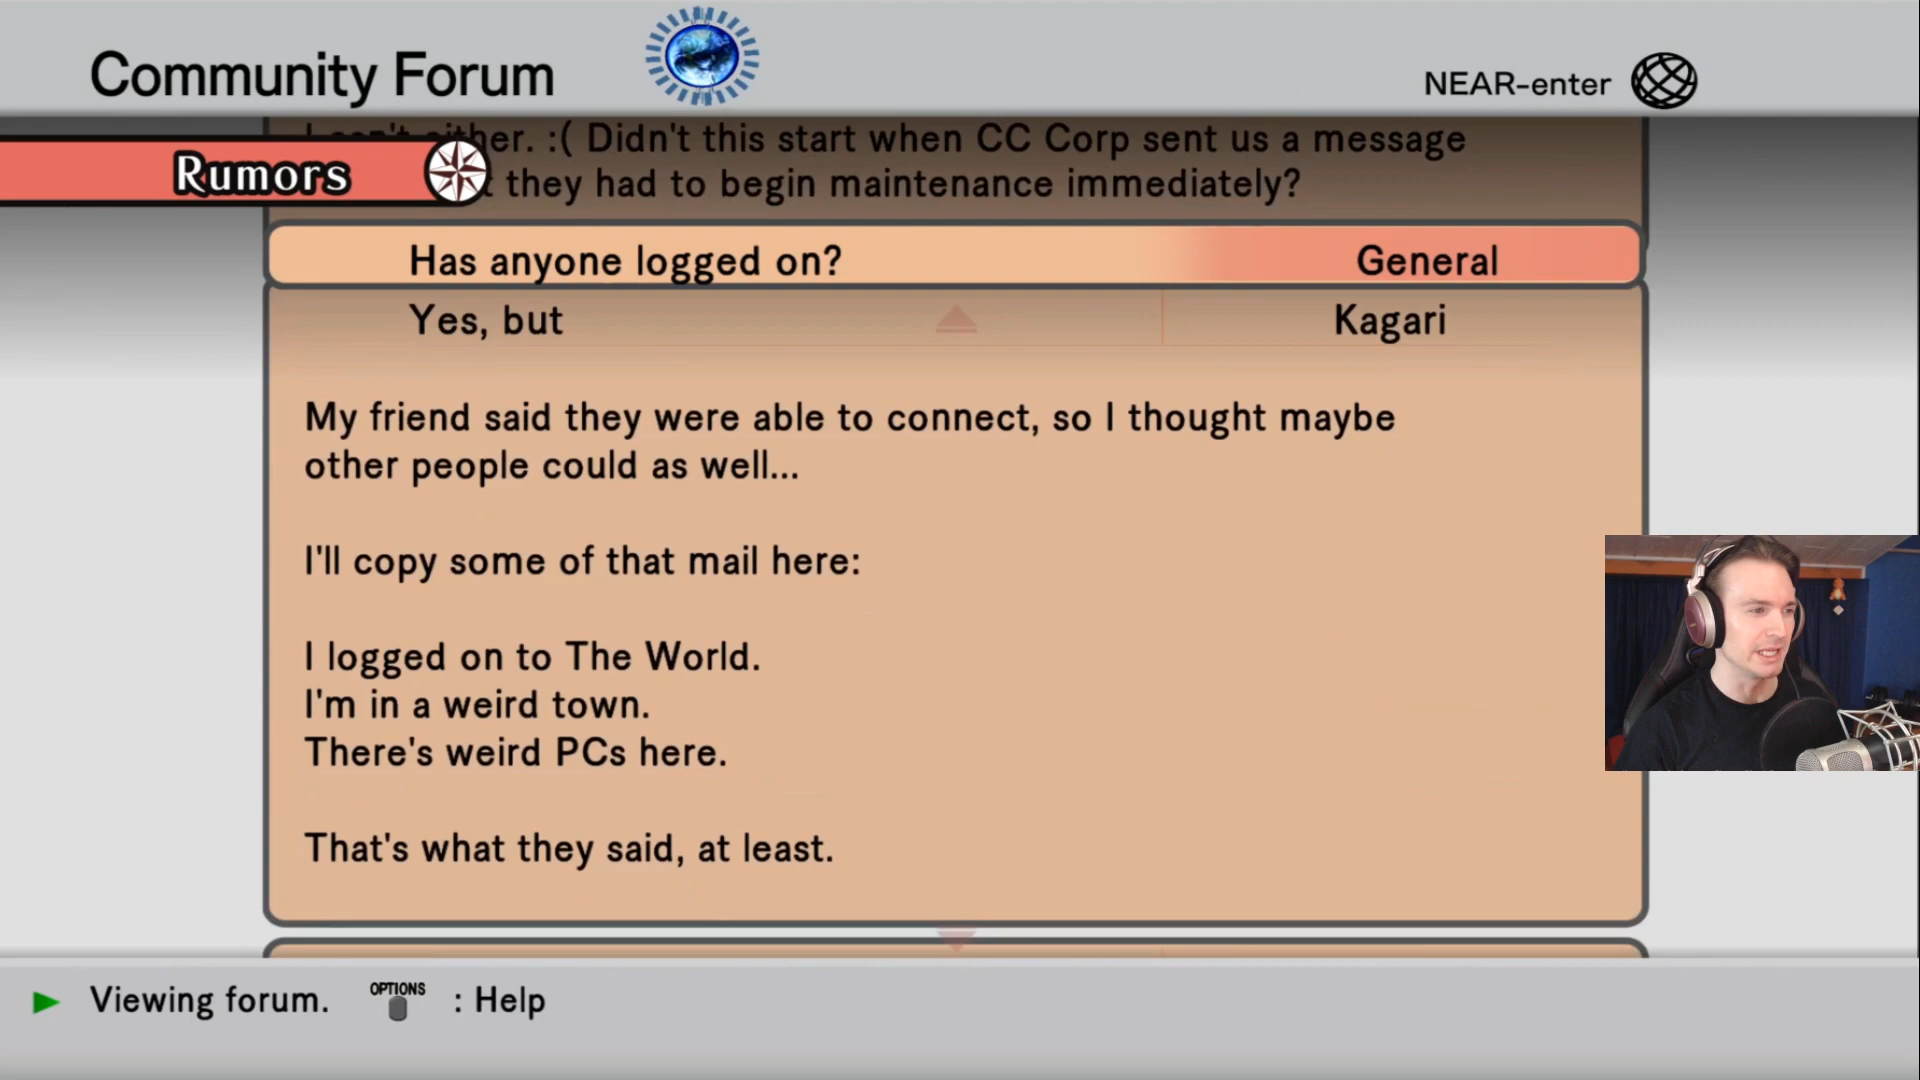 Community Forum
NEAR-enter
Rumors
either. :( Didn't this start when CC Corp sent us a message
they had to begin maintenance immediately?
Has anyone logged on?
General
Yes, but
Kagari
My friend said they were able to connect, so I thought maybe
other people could as well...
I'll copy some of that mail here:
I logged on to The World.
I'm in a weird town.
There's weird PCs here.
That's what they said, at least.
Viewing forum.
OPTIONS
: Help